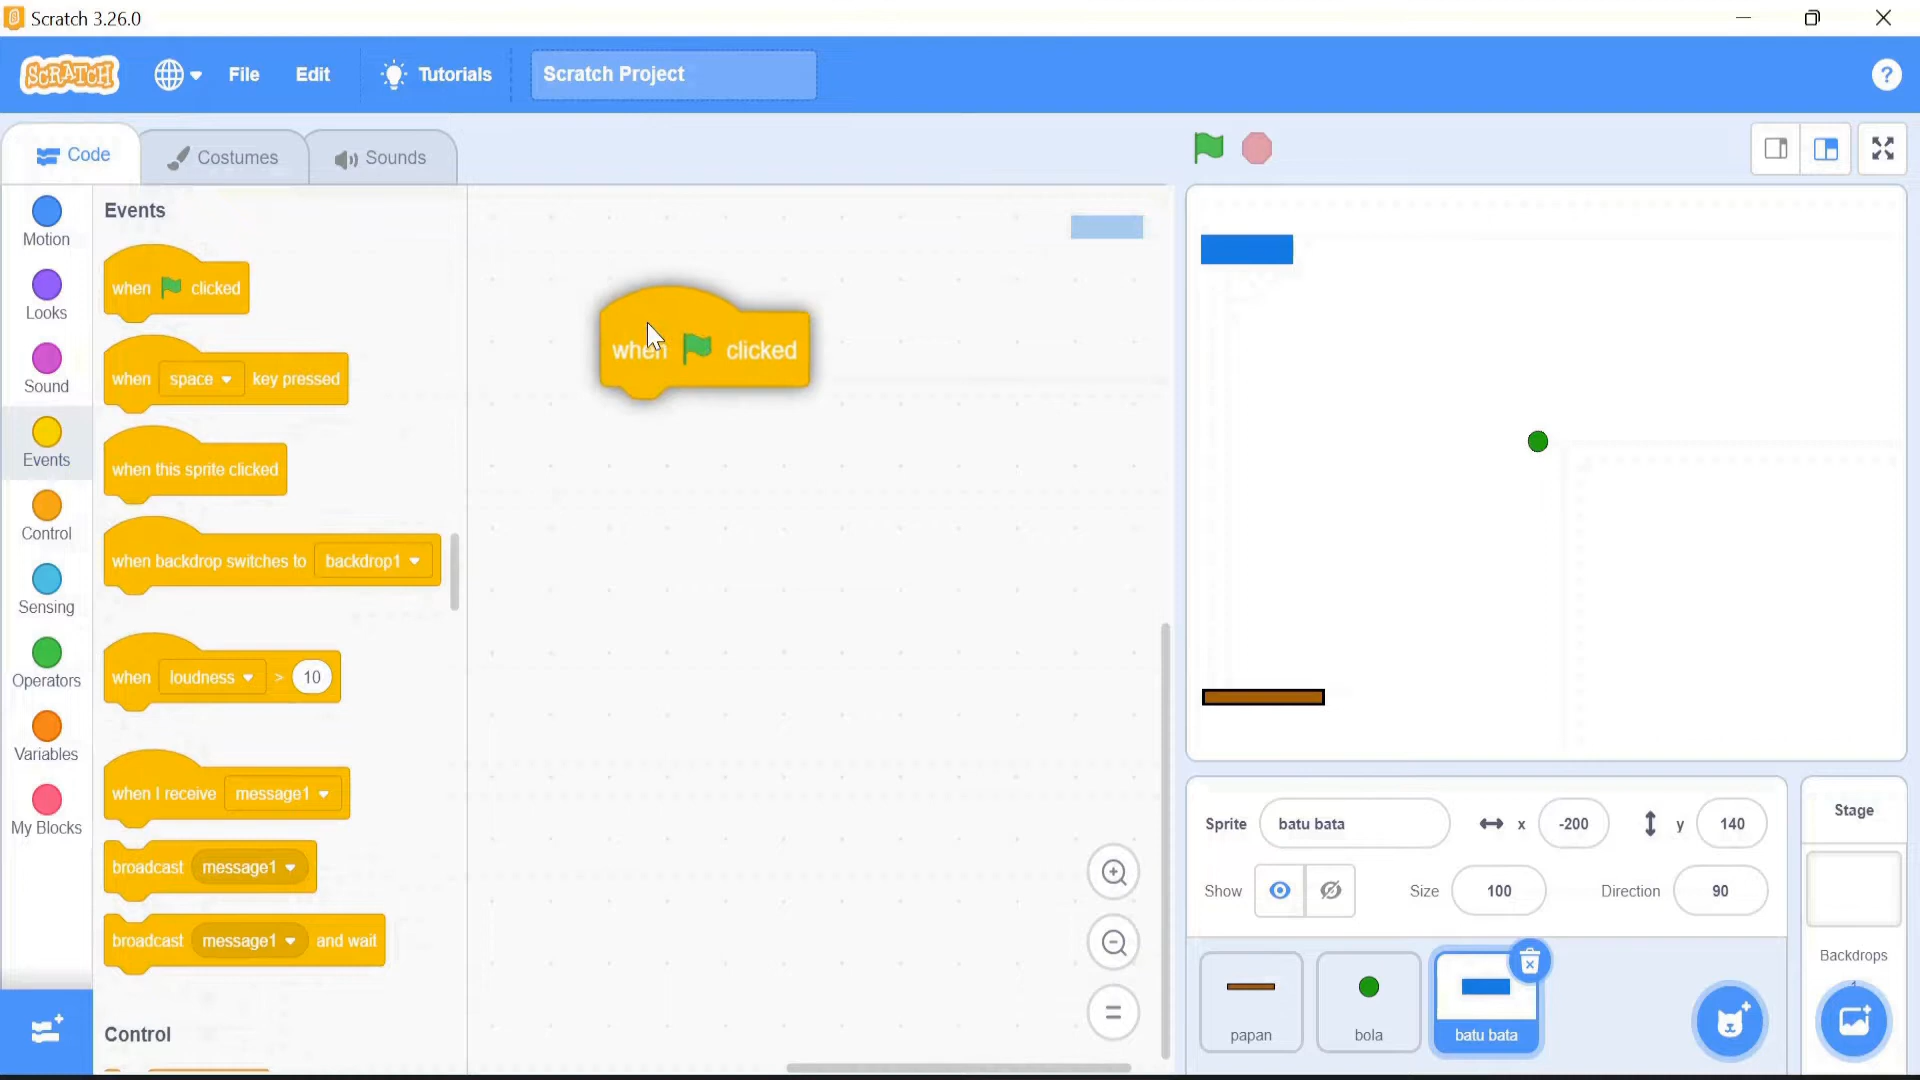 Scratch 3.26.0
SCRATCH File Edit Tutorials Scratch Project ?
Code Costumes Sounds
Motion
Looks
Sound
Events
Control
Sensing
Operators
Variables
My Blocks
Events
when clicked
when space key pressed
when this sprite clicked
when backdrop switches to backdrop1
when loudness > 10
when I receive message1
broadcast message1
broadcast message1 and wait
Control
when clicked
Sprite batu bata x -200 y 140
Show Size 100 Direction 90
papan
bola
batu bata
Stage
Backdrops
1